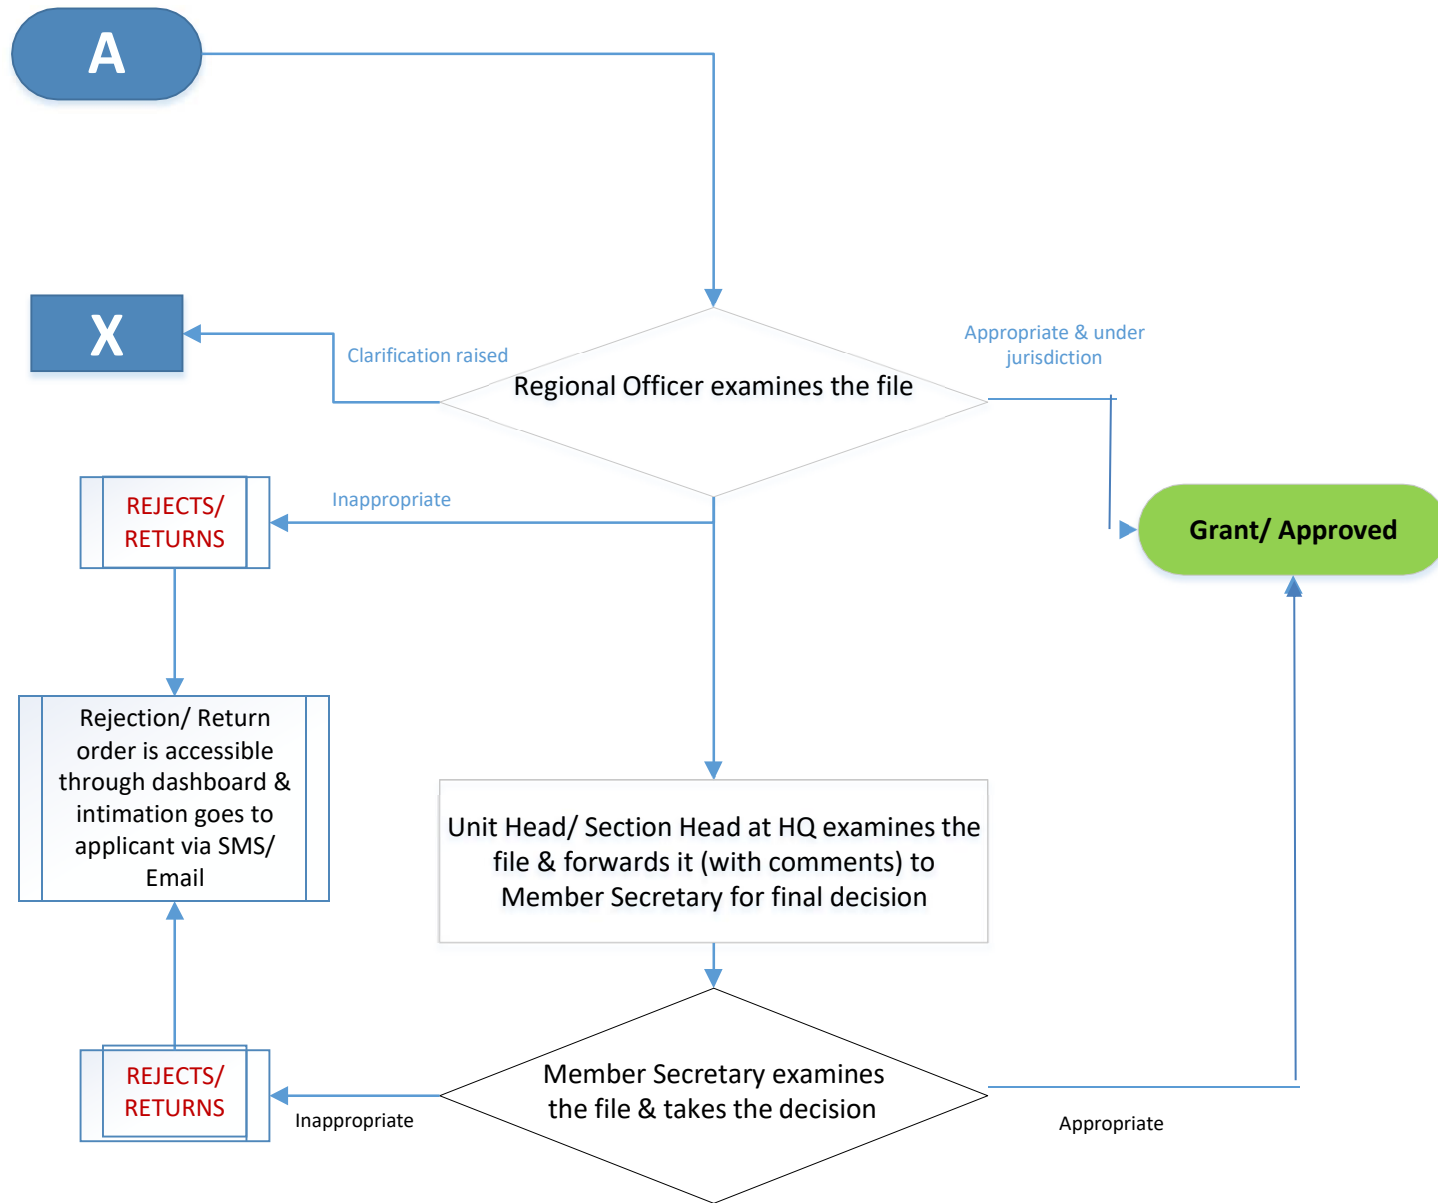 A
X
Clarification raised
Appropriate & under
jurisdiction
Regional Officer examines the file
REJECTS/
RETURNS
Inappropriate
Grant/ Approved
Rejection/ Return
order is accessible
through dashboard &
intimation goes to
applicant via SMS/
Email
Unit Head/ Section Head at HQ examines the
file & forwards it (with comments) to
Member Secretary for final decision
REJECTS/
RETURNS
Inappropriate
Member Secretary examines
the file & takes the decision
Appropriate